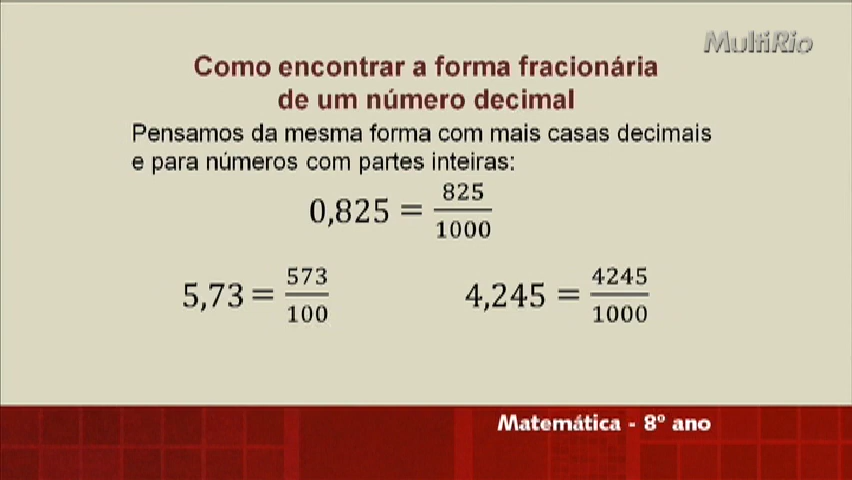 MultiRio
Como encontrar a forma fracionária
de um número decimal
Pensamos da mesma forma com mais casas decimais
e para números com partes inteiras:
0,825 = 825/1000
5,73 = 573/100 4,245 = 4245/1000
Matemática - 8º ano